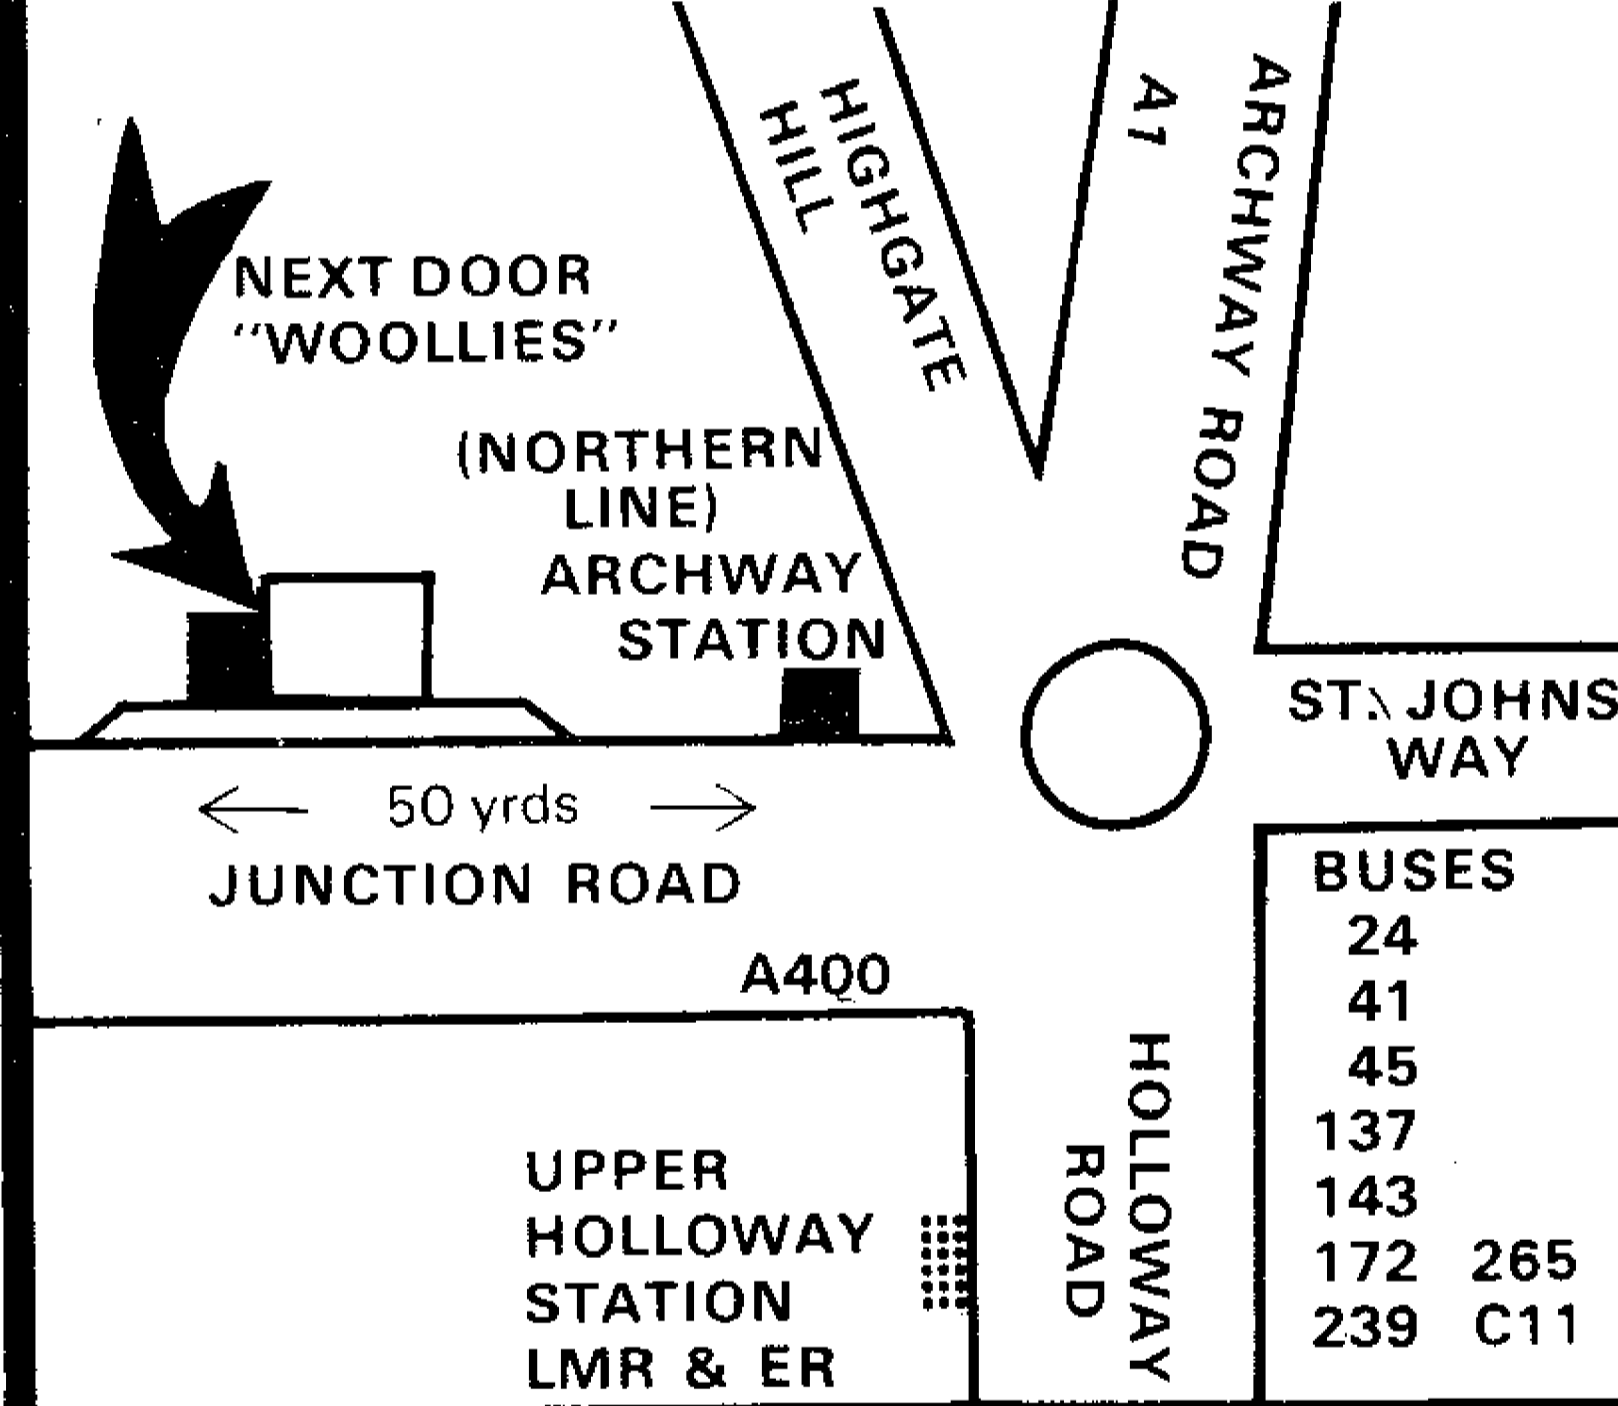 HIGHGATE
HILL
A1
ARCHWAY ROAD
NEXT DOOR
"WOOLLIES"
(NORTHERN
LINE)
ARCHWAY
STATION
ST. JOHNS
WAY
50 yrds
JUNCTION ROAD
A400
HOLLOWAY
ROAD
UPPER
HOLLOWAY
STATION
LMR & ER
BUSES
24
41
45
137
143
172 265
239 C11